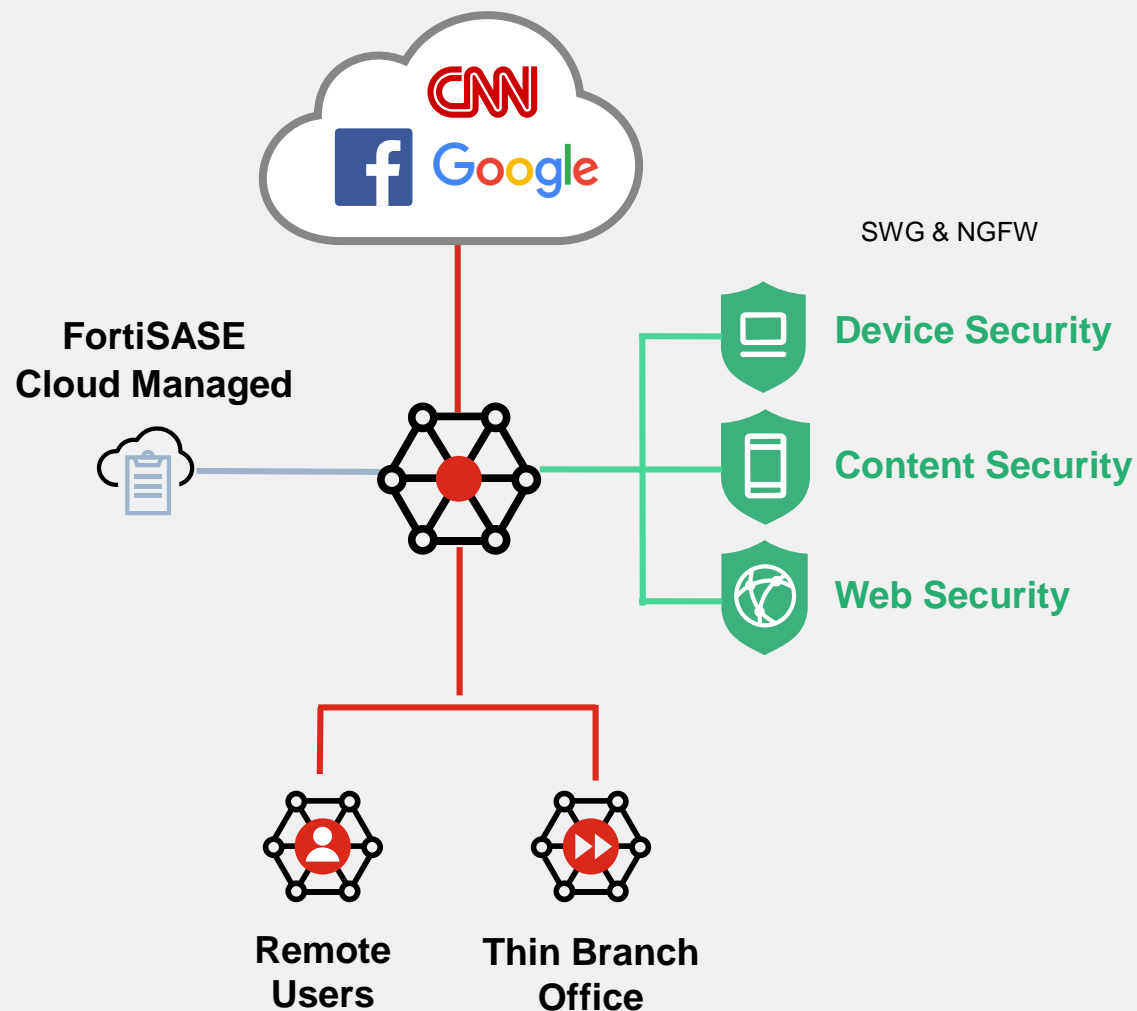 CNN
f Google
SWG & NGFW
FortiSASE
Cloud Managed
Device Security
Content Security
Web Security
Remote
Users
Thin Branch
Office